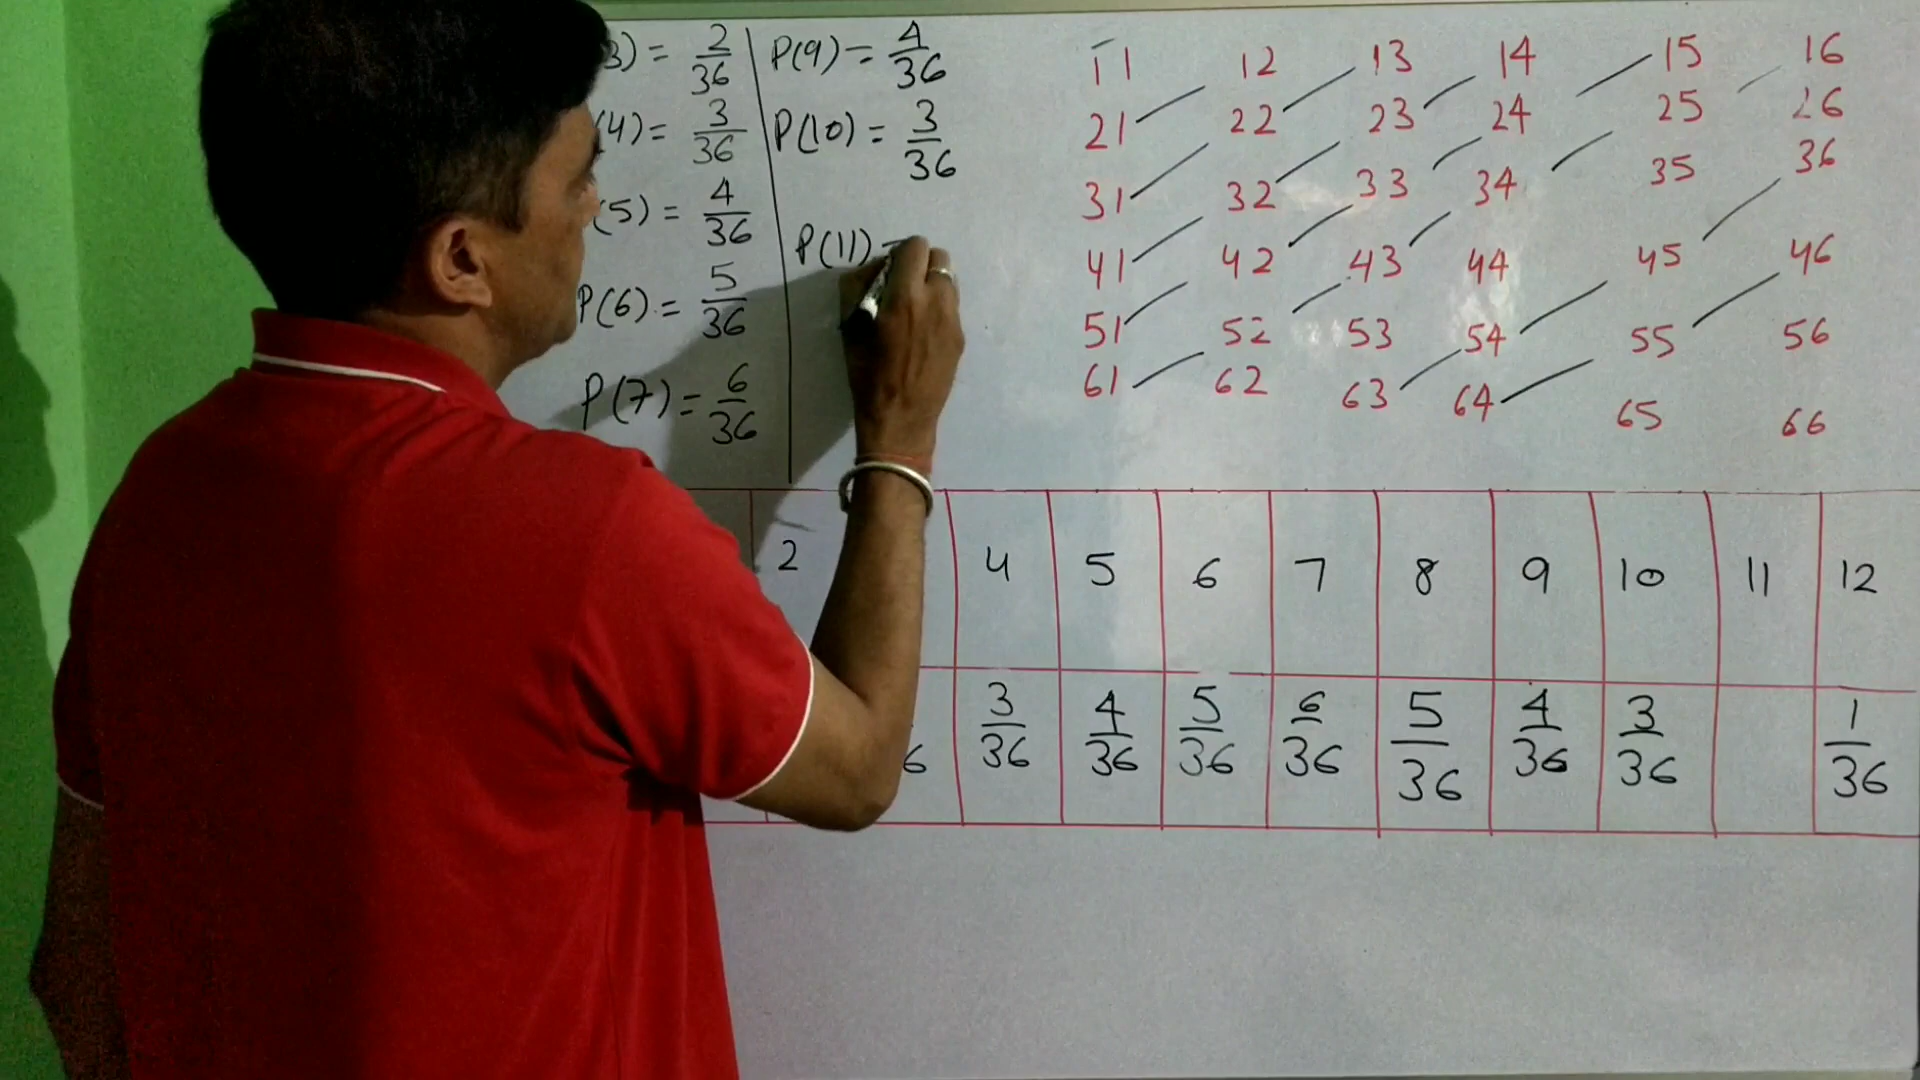 3) = 2/36
(4) = 3/36
(5) = 4/36
P(6) = 5/36
P(7) = 6/36
P(9) = 4/36
P(10) = 3/36
P(11) =
11 12 13 14 15 16
21 22 23 24 25 26
31 32 33 34 35 36
41 42 43 44 45 46
51 52 53 54 55 56
61 62 63 64 65 66
2 4 5 6 7 8 9 10 11 12
6 3/36 4/36 5/36 6/36 5/36 4/36 3/36 1/36